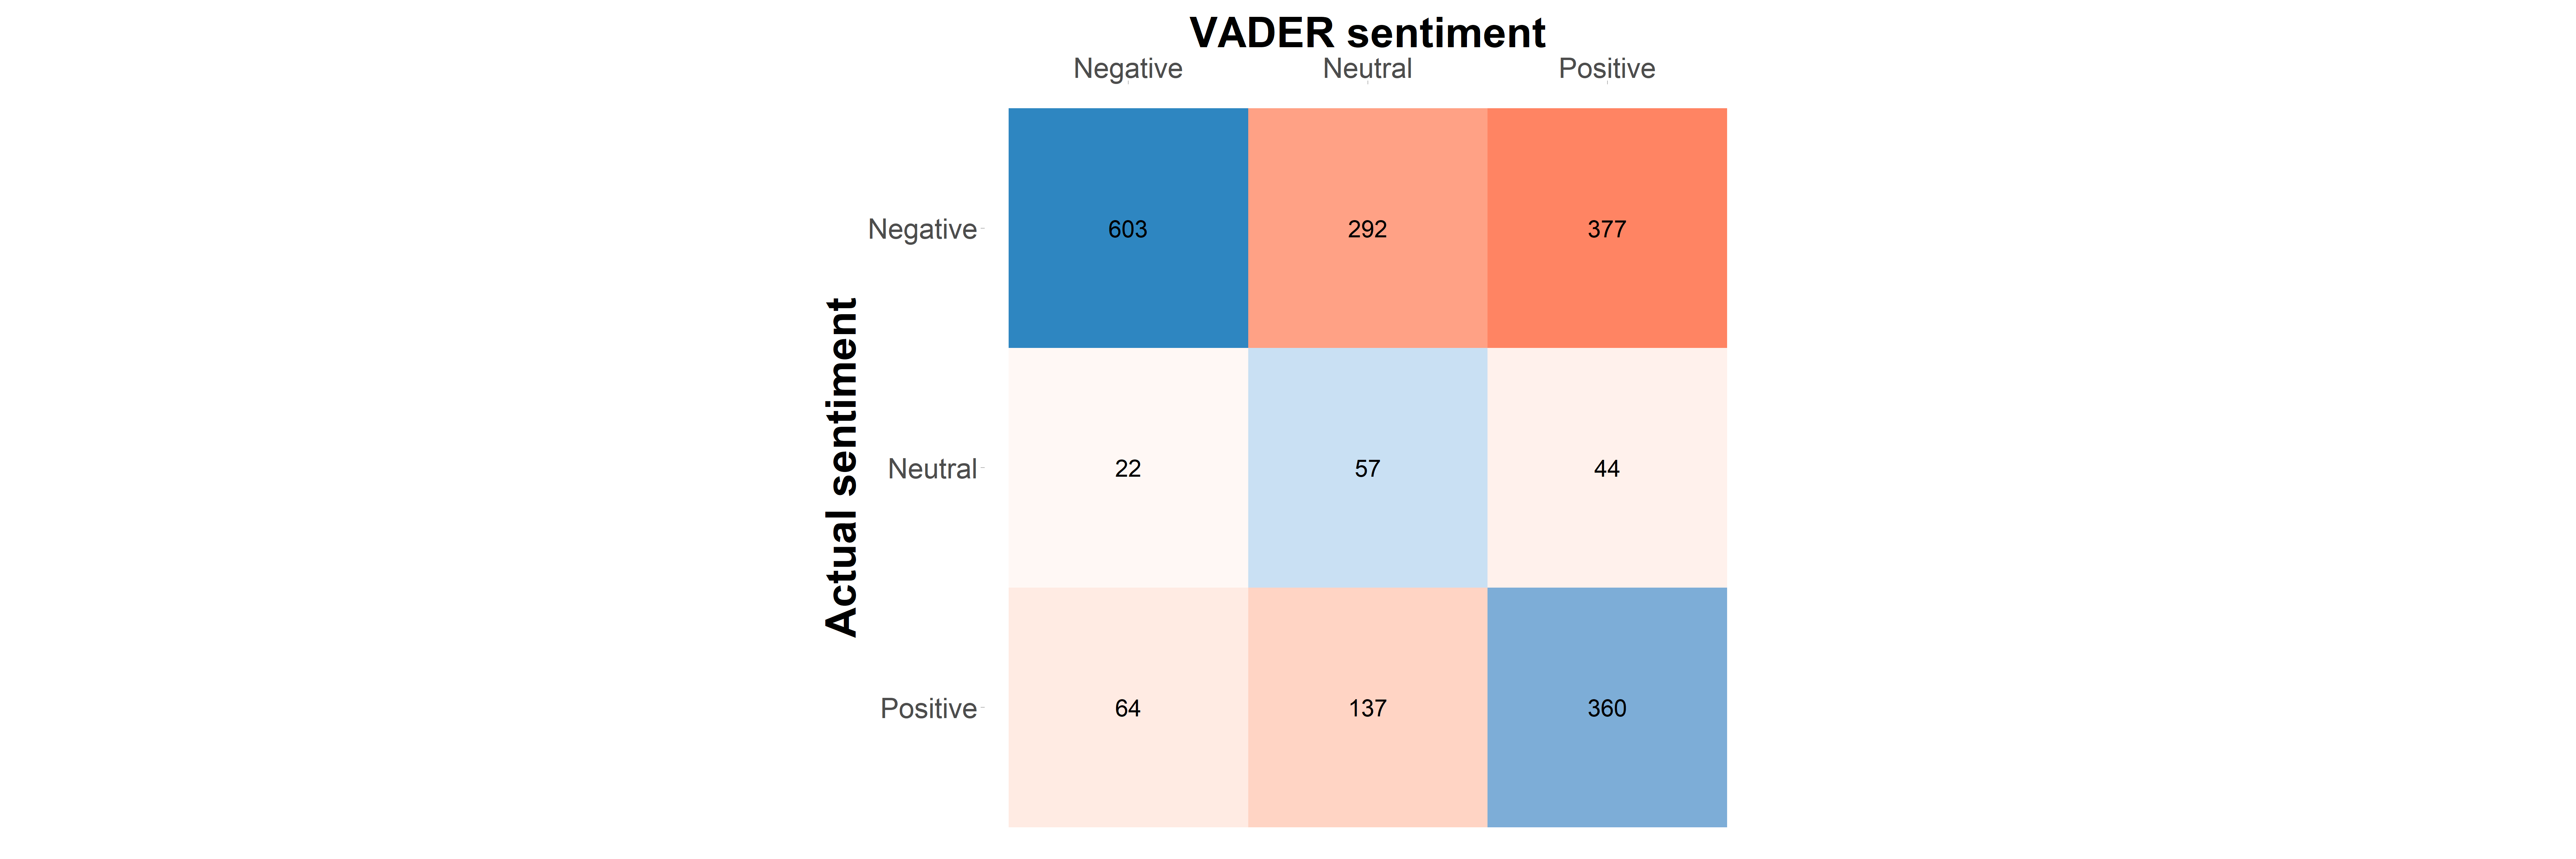 VADER sentiment
Negative Neutral Positive
Actual sentiment
Negative 603 292 377
Neutral 22 57 44
Positive 64 137 360